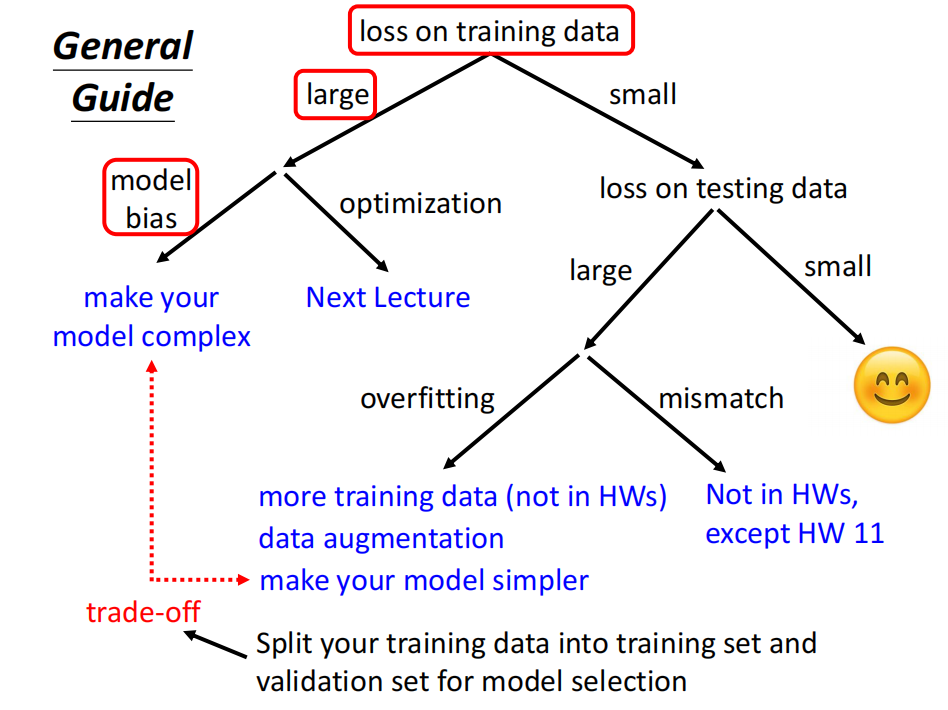 General
Guide
loss on training data
large
small
model
bias
optimization
loss on testing data
make your
model complex
Next Lecture
large
small
overfitting
mismatch
more training data (not in HWs)
data augmentation
make your model simpler
Not in HWs,
except HW 11
trade-off
Split your training data into training set and
validation set for model selection